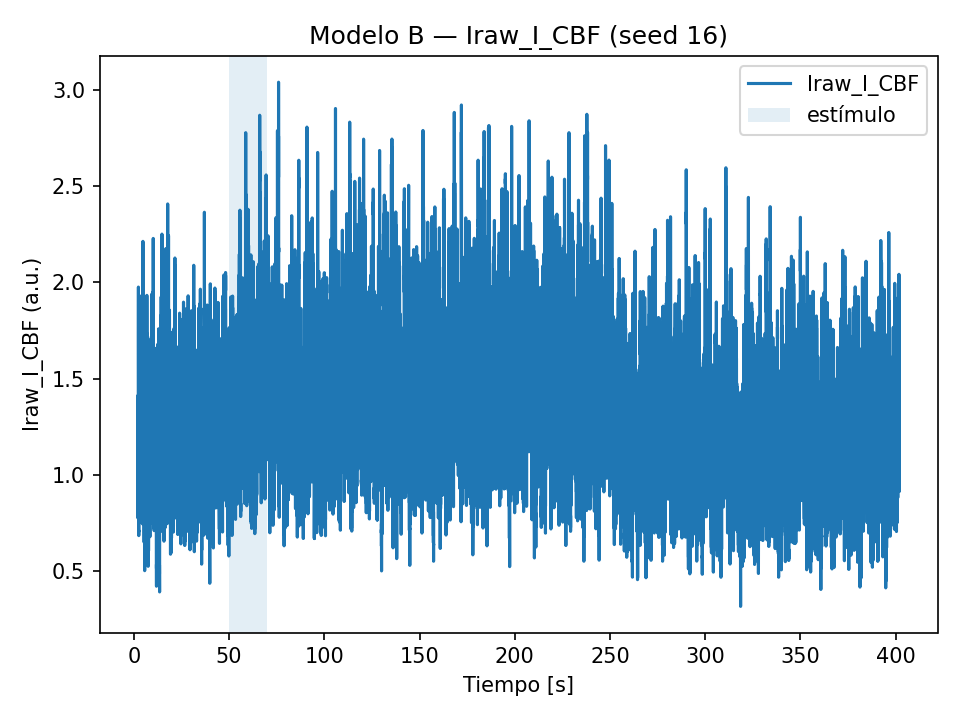 Modelo B — Iraw_I_CBF (seed 16)
Iraw_I_CBF
estímulo
Iraw_I_CBF (a.u.)
3.0
2.5
2.0
1.5
1.0
0.5
0 50 100 150 200 250 300 350 400
Tiempo [s]